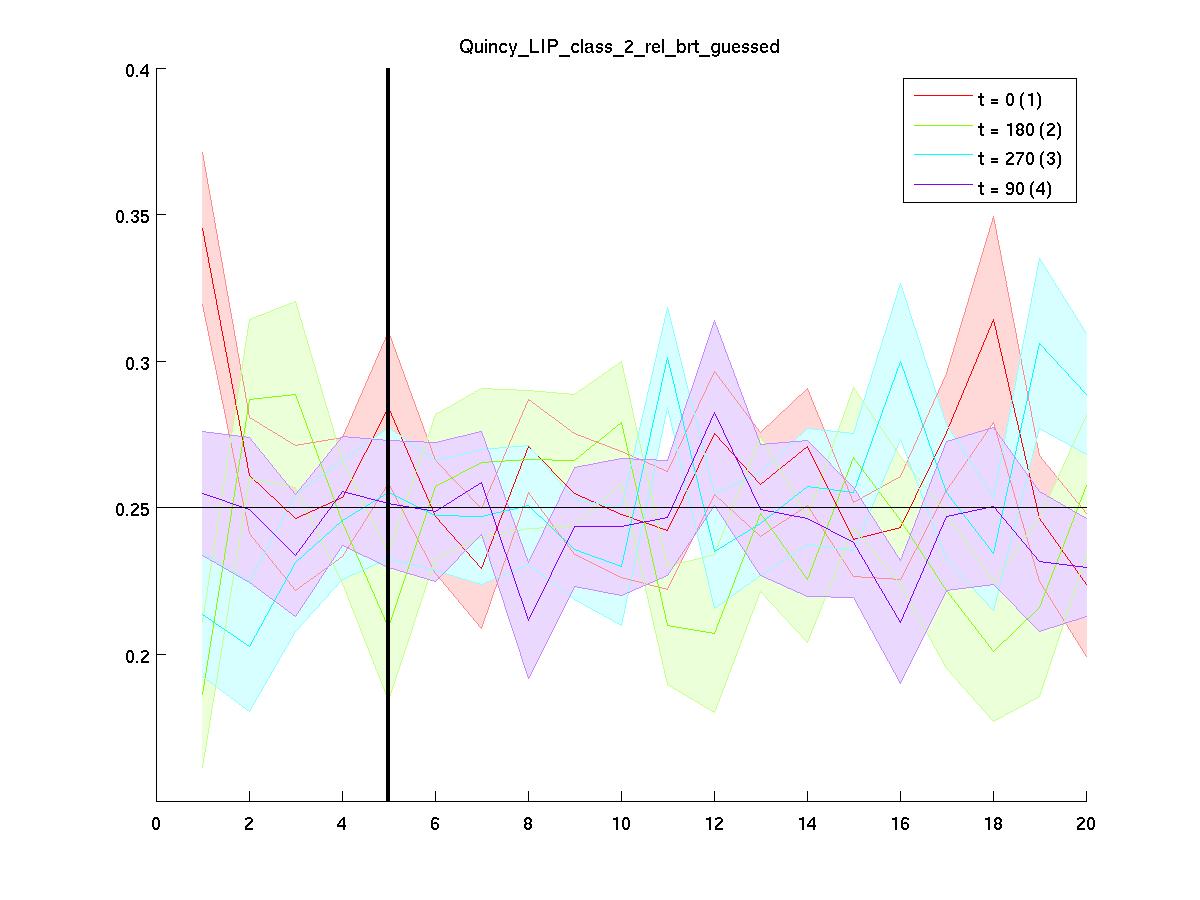 Quincy_LIP_class_2_rel_brt_guessed
0.4
0.35
0.3
0.25
0.2
t = 0 (1)
t = 180 (2)
t = 270 (3)
t = 90 (4)
0 2 4 6 8 10 12 14 16 18 20